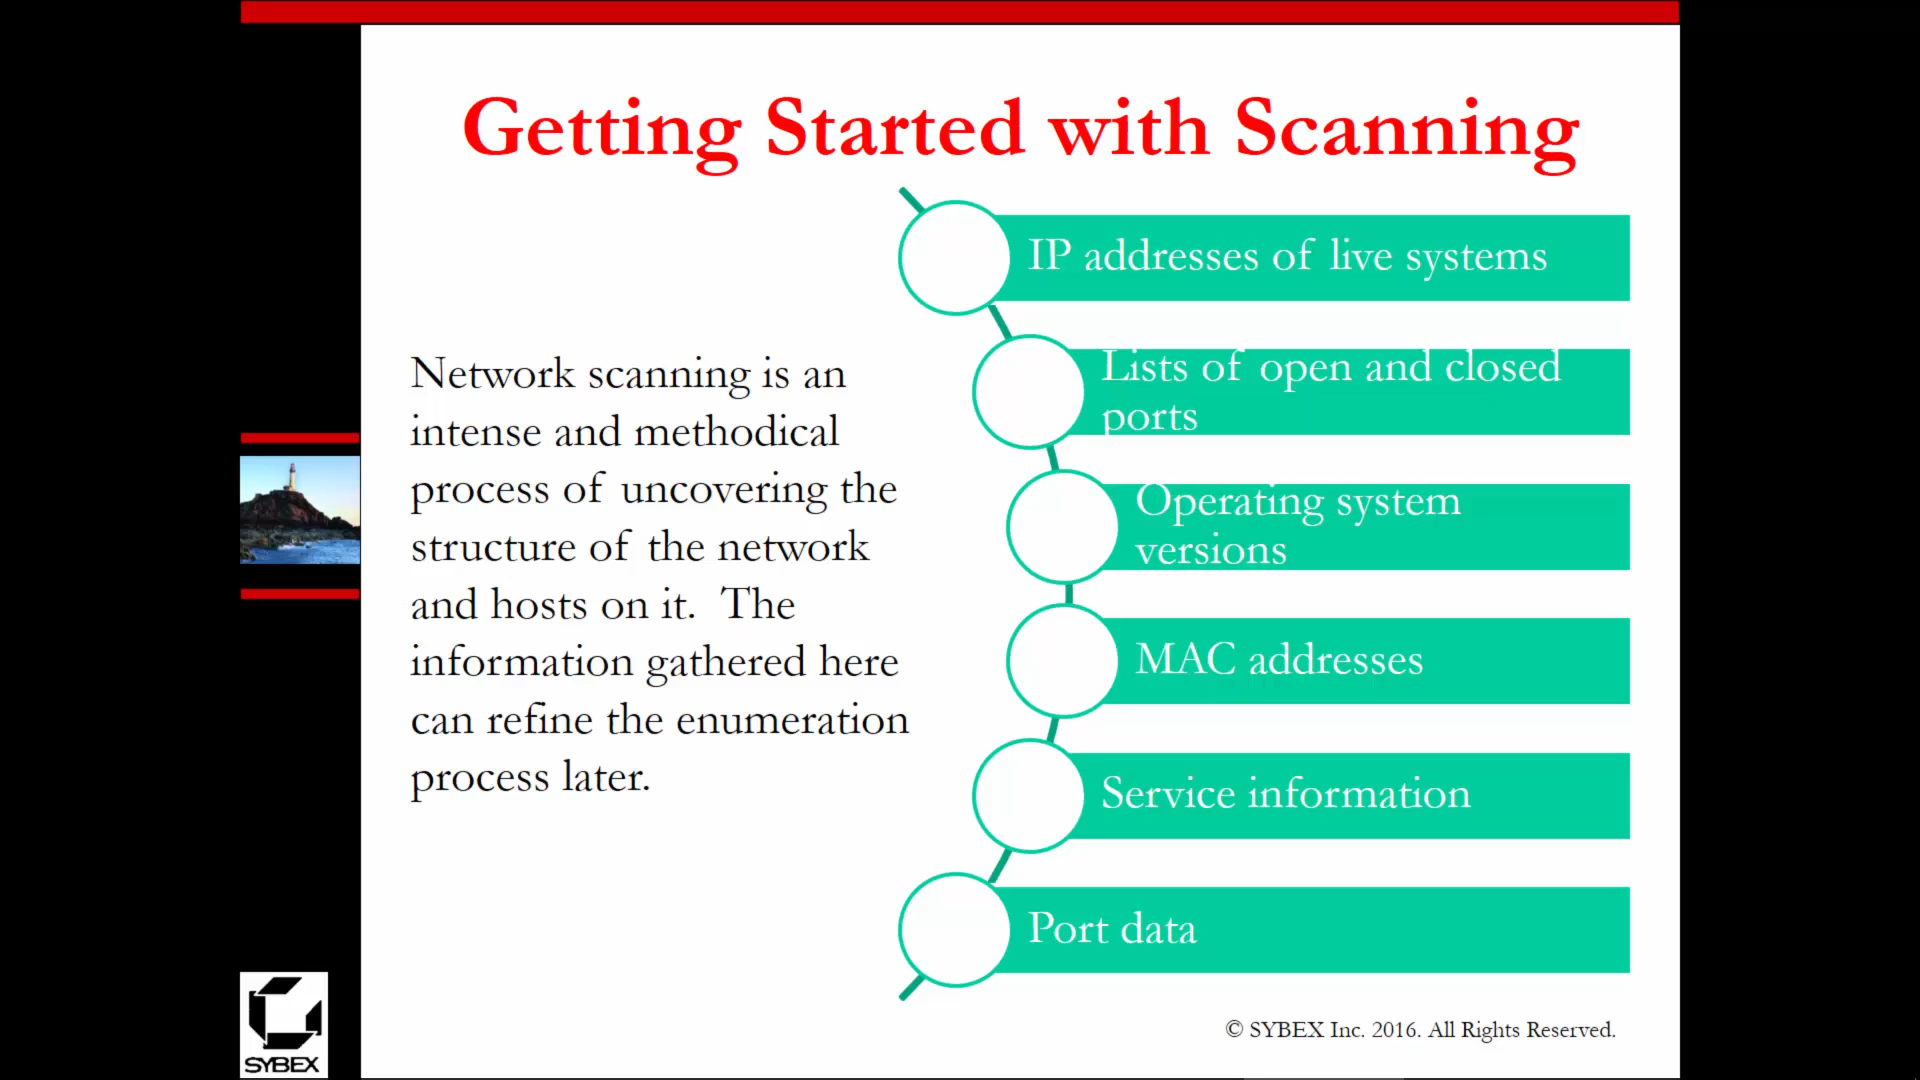 Getting Started with Scanning
Network scanning is an
intense and methodical
process of uncovering the
structure of the network
and hosts on it. The
information gathered here
can refine the enumeration
process later.
IP addresses of live systems
Lists of open and closed
ports
Operating system
versions
MAC addresses
Service information
Port data
© SYBEX Inc. 2016. All Rights Reserved.
SYBEX